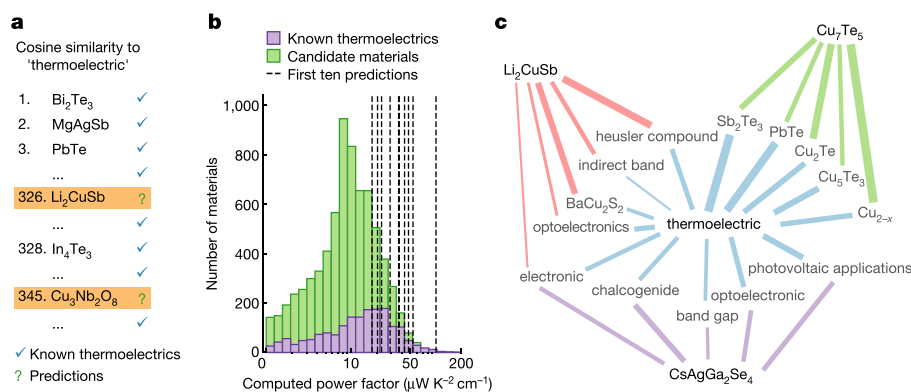 a
Cosine similarity to
'thermoelectric'
1. Bi₂Te₃ ✓
2. MgAgSb ✓
3. PbTe ✓
... ✓
326. Li₂CuSb ?
... ✓
328. In₄Te₃ ✓
... ✓
345. Cu₃Nb₂O₈ ?
... ✓
✓ Known thermoelectrics
? Predictions
b
Known thermoelectrics
Candidate materials
First ten predictions
1,000
800
600
400
200
0
Number of materials
0 10 50 200
Computed power factor (μW K⁻² cm⁻¹)
c
Cu₇Te₅
Li₂CuSb
Sb₂Te₃
heusler compound
PbTe
Cu₂Te
indirect band
Cu₅Te₃
BaCu₂S₂
Cu₂₋ₓ
optoelectronics
thermoelectric
electronic
photovoltaic applications
chalcogenide
optoelectronic
band gap
CsAgGa₂Se₄